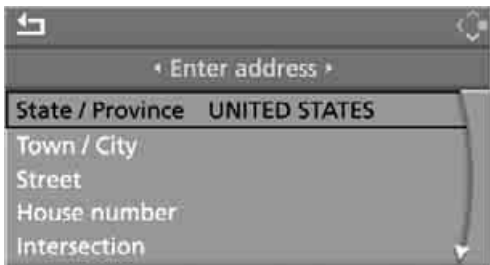 Enter address
State / Province UNITED STATES
Town / City
Street
House number
Intersection